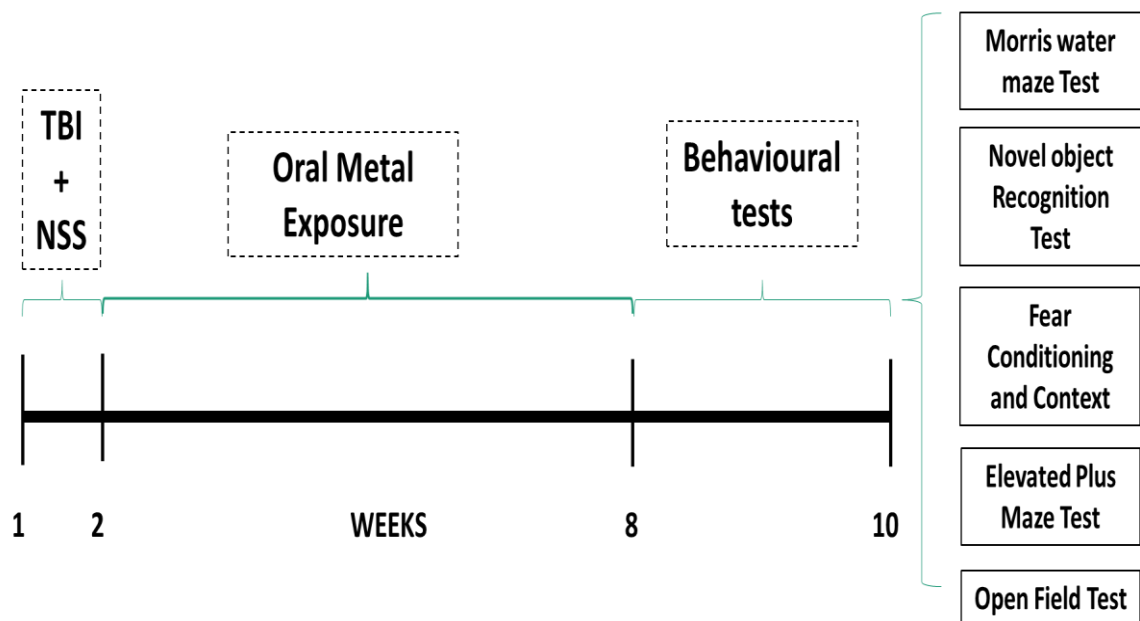 TBI
+
NSS
Oral Metal
Exposure
Behavioural
tests
1
2
WEEKS
8
10
Morris water
maze Test
Novel object
Recognition
Test
Fear
Conditioning
and Context
Elevated Plus
Maze Test
Open Field Test